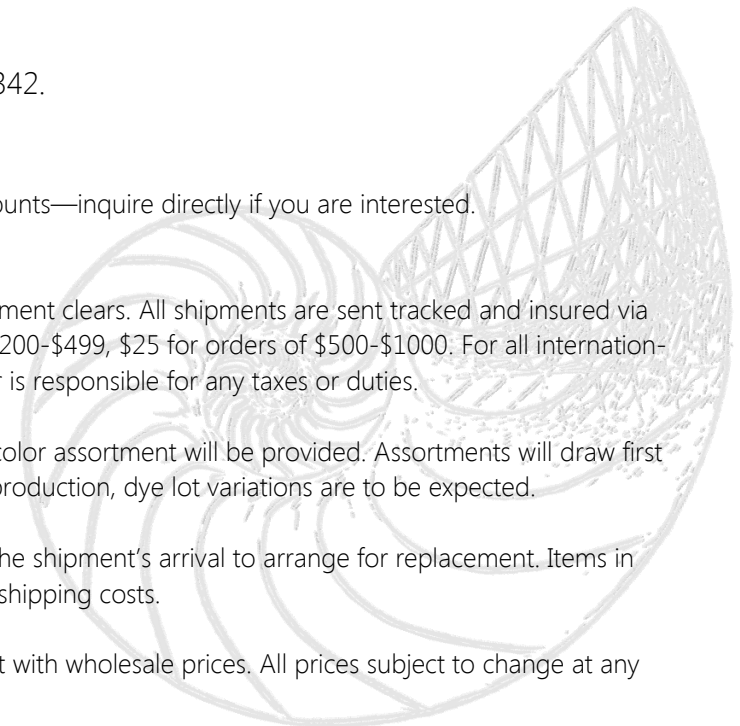 342.
ounts—inquire directly if you are interested.
ment clears. All shipments are sent tracked and insured via
200-$499, $25 for orders of $500-$1000. For all internation-
r is responsible for any taxes or duties.
color assortment will be provided. Assortments will draw first
production, dye lot variations are to be expected.
he shipment’s arrival to arrange for replacement. Items in
shipping costs.
t with wholesale prices. All prices subject to change at any